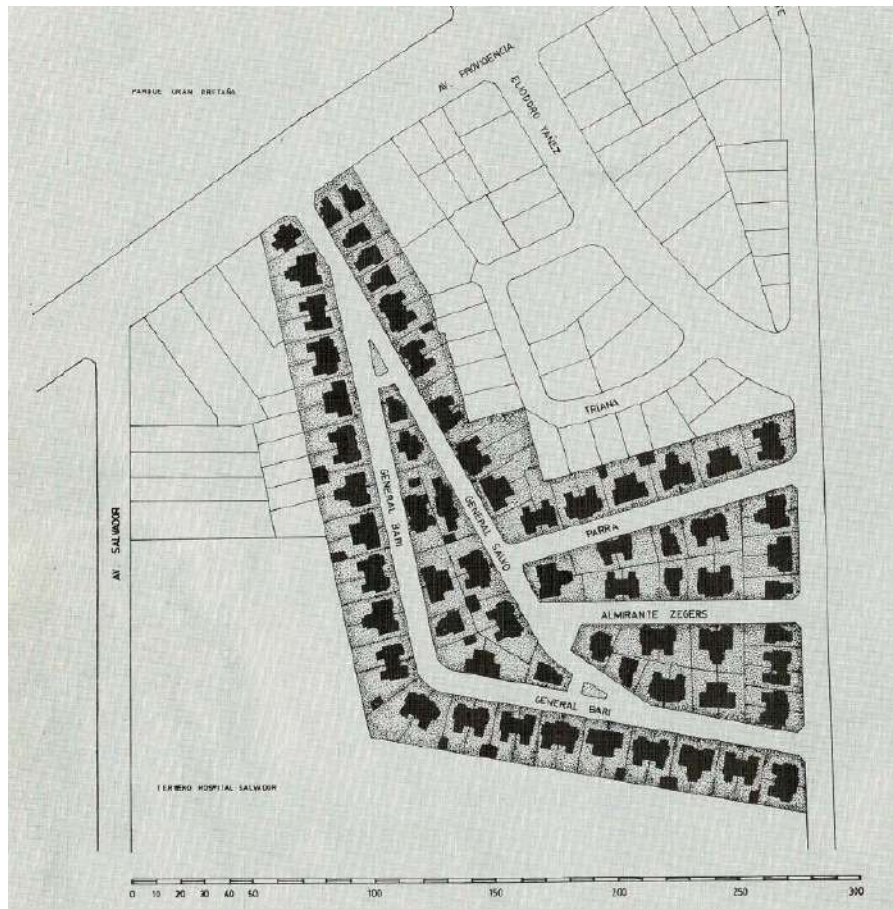 TE
AV. PROVIDENCIA
PARQUE GRAN BRETAÑA
ELIODORO YAÑEZ
TRIANA
GENERAL BARI
GENERAL SALVO
AV. SALVADOR
PARRA
ALMIRANTE ZEGERS
GENERAL BARI
TERRENO HOSPITAL SALVADOR
0 10 20 30 40 50 100 150 200 250 300